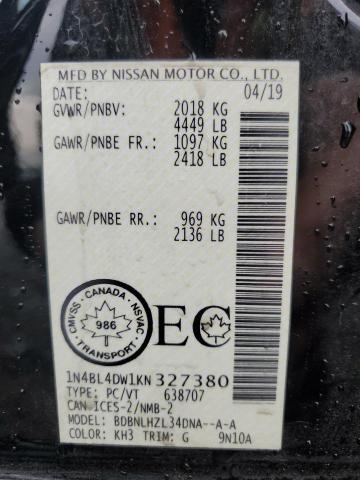 MFD BY NISSAN MOTOR CO., LTD.
DATE: 04/19
GVWR/PNBV: 2018 KG
4449 LB
GAWR/PNBE FR.: 1097 KG
2418 LB
GAWR/PNBE RR.: 969 KG
2136 LB
CANADA
CMVSS NSVAC
986
TRANSPORT
EC
1N4BL4DW1KN327380
TYPE: PC/VT 638707
CAN ICES-2/NMB-2
MODEL: BDBNLHZL34DNA--A-A
COLOR: KH3 TRIM: G 9N10A